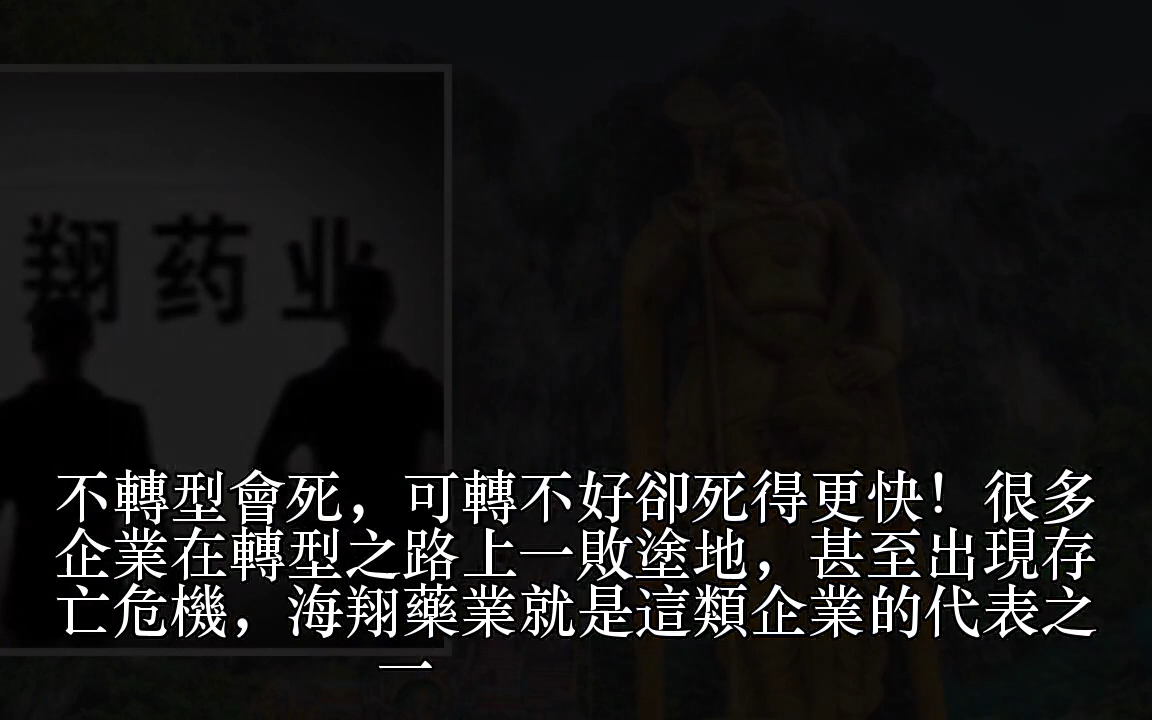 翔药业
不轉型會死，可轉不好卻死得更快！很多
企業在轉型之路上一敗塗地，甚至出現存
亡危機，海翔藥業就是這類企業的代表之
一